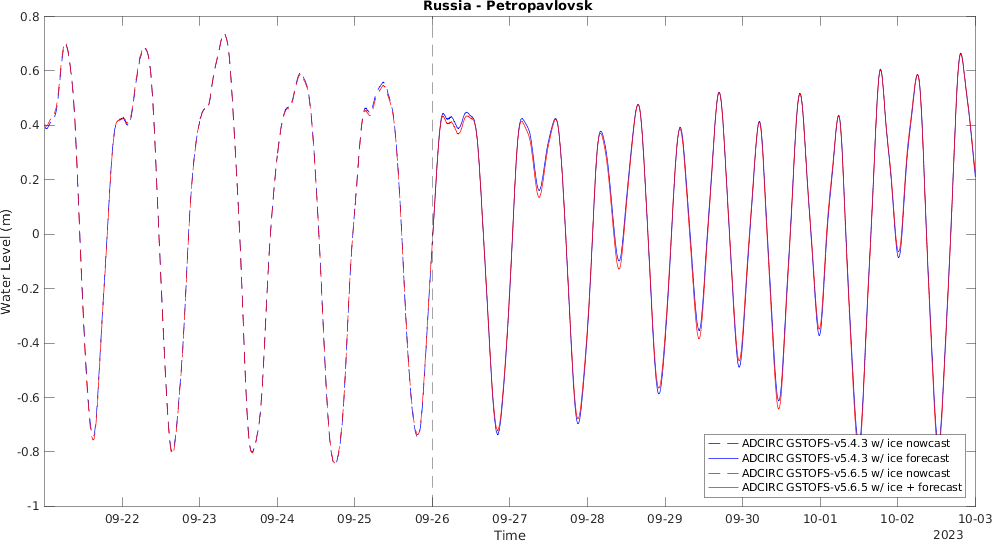 Russia - Petropavlovsk
0.8
0.6
0.4
0.2
0
-0.2
-0.4
-0.6
-0.8
-1
Water Level (m)
ADCIRC GSTOFS-v5.4.3 w/ ice nowcast
ADCIRC GSTOFS-v5.4.3 w/ ice forecast
ADCIRC GSTOFS-v5.6.5 w/ ice nowcast
ADCIRC GSTOFS-v5.6.5 w/ ice + forecast
09-22 09-23 09-24 09-25 09-26 09-27 09-28 09-29 09-30 10-01 10-02 10-03
Time
2023